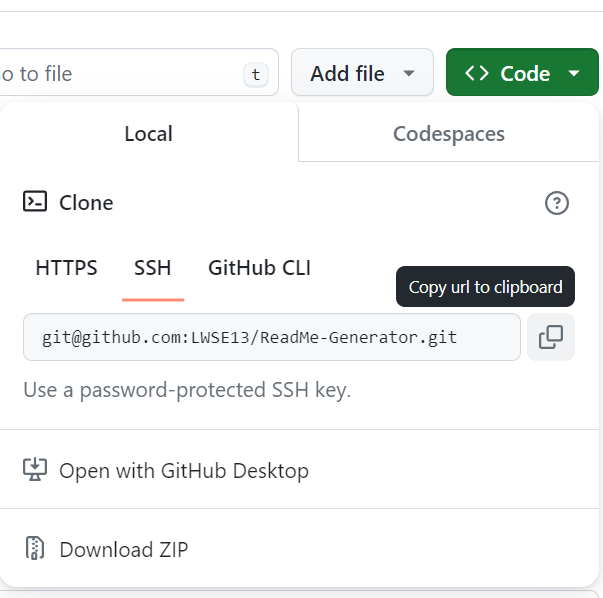 o to file
t
Add file
Code
Local
Codespaces
Clone
HTTPS
SSH
GitHub CLI
Copy url to clipboard
git@github.com:LWSE13/ReadMe-Generator.git
Use a password-protected SSH key.
Open with GitHub Desktop
Download ZIP